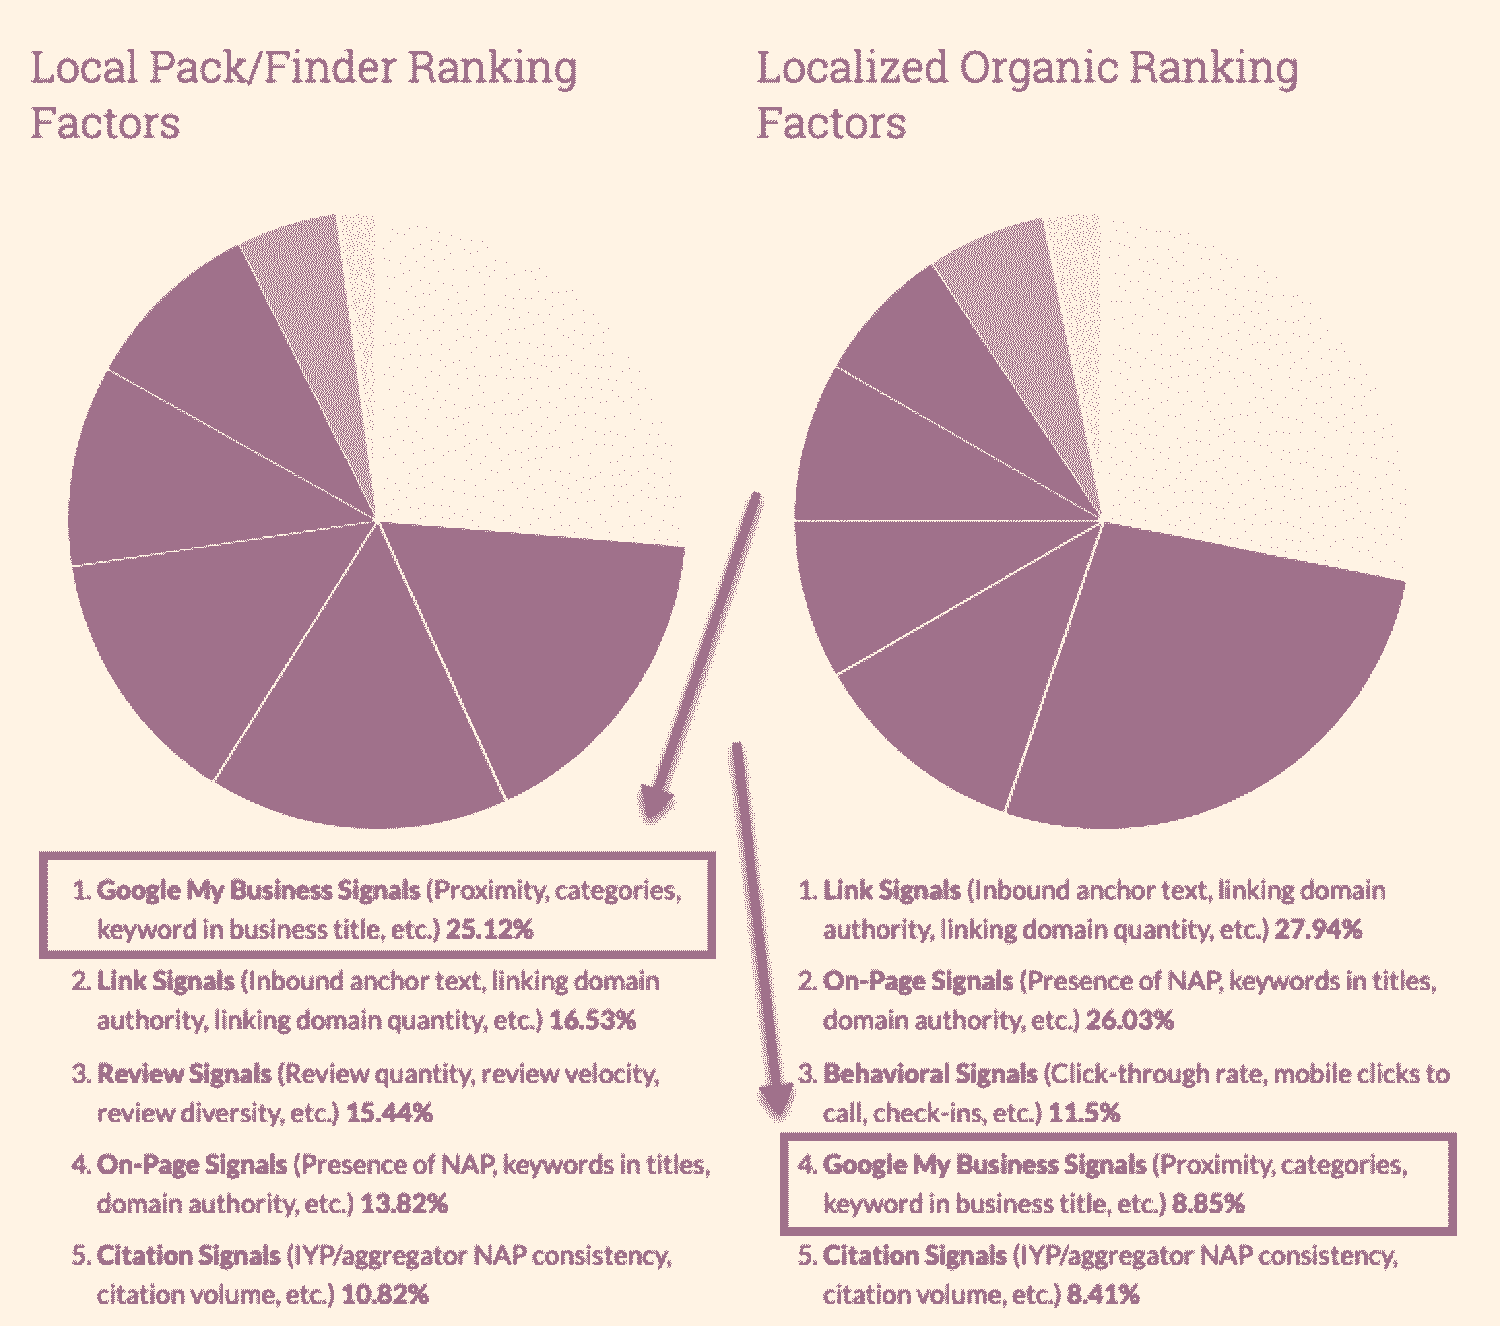 Local Pack/Finder Ranking
Factors
1. Google My Business Signals (Proximity, categories,
keyword in business title, etc.) 25.12%
2. Link Signals (Inbound anchor text, linking domain
authority, linking domain quantity, etc.) 16.53%
3. Review Signals (Review quantity, review velocity,
review diversity, etc.) 15.44%
4. On-Page Signals (Presence of NAP, keywords in titles,
domain authority, etc.) 13.82%
5. Citation Signals (IYP/aggregator NAP consistency,
citation volume, etc.) 10.82%
Localized Organic Ranking
Factors
1. Link Signals (Inbound anchor text, linking domain
authority, linking domain quantity, etc.) 27.94%
2. On-Page Signals (Presence of NAP, keywords in titles,
domain authority, etc.) 26.03%
3. Behavioral Signals (Click-through rate, mobile clicks to
call, check-ins, etc.) 11.5%
4. Google My Business Signals (Proximity, categories,
keyword in business title, etc.) 8.85%
5. Citation Signals (IYP/aggregator NAP consistency,
citation volume, etc.) 8.41%